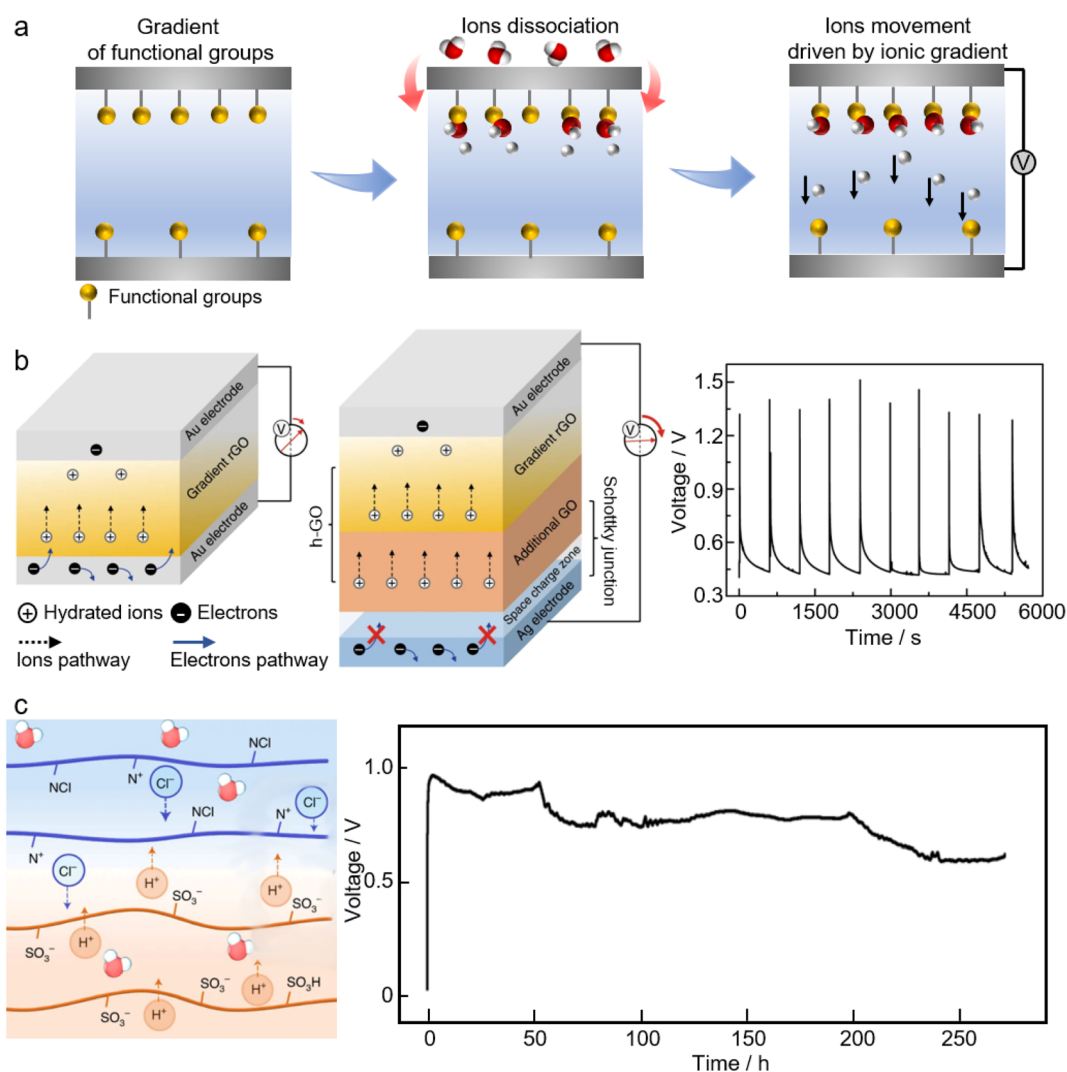 a
Gradient
of functional groups
Ions dissociation
Ions movement
driven by ionic gradient
V
Functional groups
b
Au electrode
Gradient rGO
Au electrode
V
Hydrated ions
Electrons
Ions pathway
Electrons pathway
h-GO
Au electrode
Gradient rGO
Additional GO
Space charge zone
Ag electrode
Schottky junction
V
Voltage / V
1.5
1.2
0.9
0.6
0.3
0
1500
3000
4750
6000
Time / s
c
NCl
NCl
N⁺
Cl⁻
NCl
N⁺
Cl⁻
N⁺
Cl⁻
H⁺
H⁺
SO₃⁻
SO₃⁻
SO₃⁻
H⁺
SO₃⁻
SO₃H
H⁺
SO₃⁻
H⁺
Voltage / V
1.0
0.5
0
0
50
100
150
200
250
Time / h